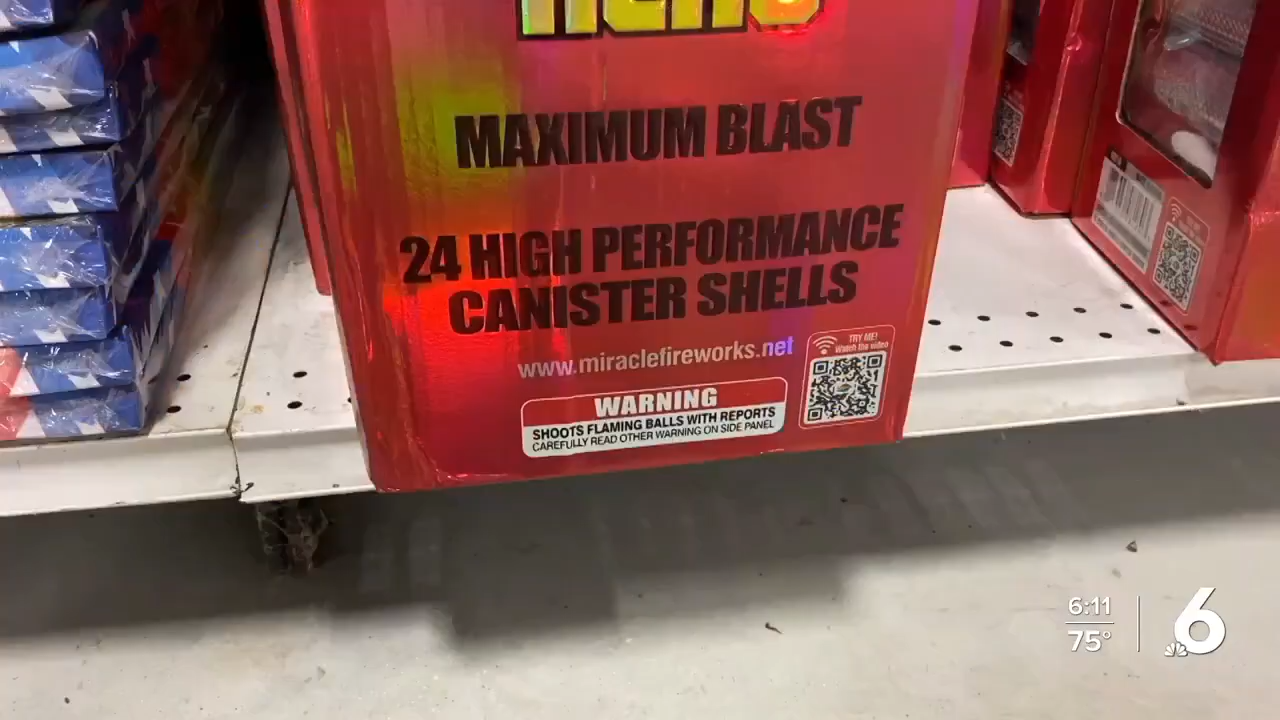 MAXIMUM BLAST
24 HIGH PERFORMANCE
CANISTER SHELLS
www.miraclefireworks.net
TRY ME!
Watch the video
WARNING
SHOOTS FLAMING BALLS WITH REPORTS
CAREFULLY READ OTHER WARNING ON SIDE PANEL
6:11
75°
6